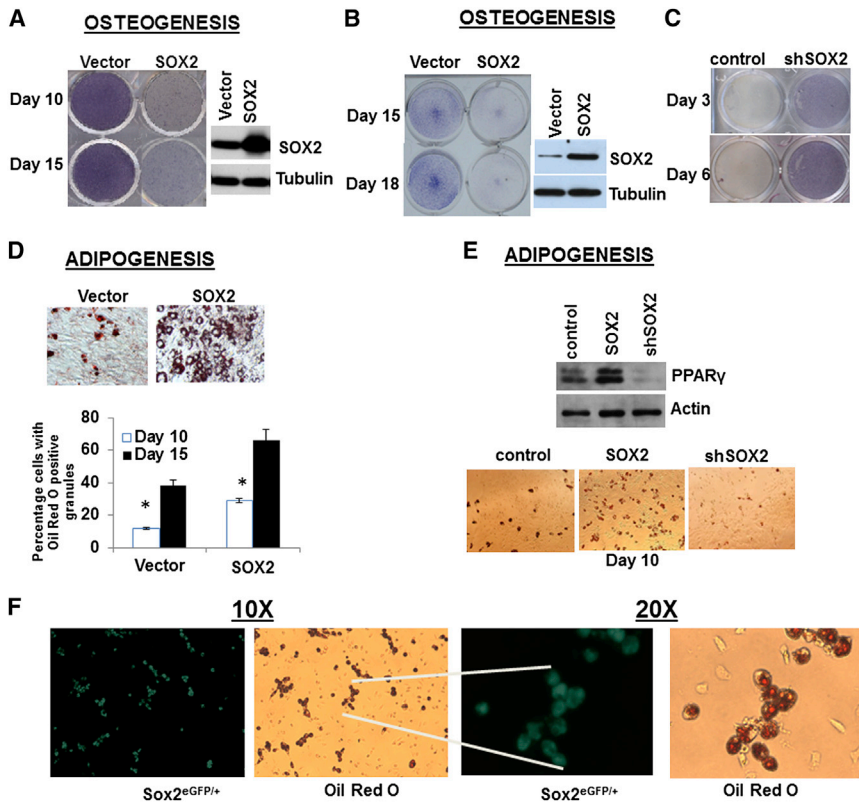 A
OSTEOGENESIS
Vector SOX2
Day 10
Day 15
Vector
SOX2
SOX2
Tubulin
B
OSTEOGENESIS
Vector SOX2
Day 15
Day 18
Vector
SOX2
SOX2
Tubulin
C
control shSOX2
Day 3
Day 6
D
ADIPOGENESIS
Vector SOX2
Percentage cells with
Oil Red O positive
granules
80
60
40
20
0
Day 10
Day 15
*
*
Vector SOX2
E
ADIPOGENESIS
control
SOX2
shSOX2
PPARγ
Actin
control SOX2 shSOX2
Day 10
F
10X 20X
Sox2eGFP/+ Oil Red O Sox2eGFP/+ Oil Red O